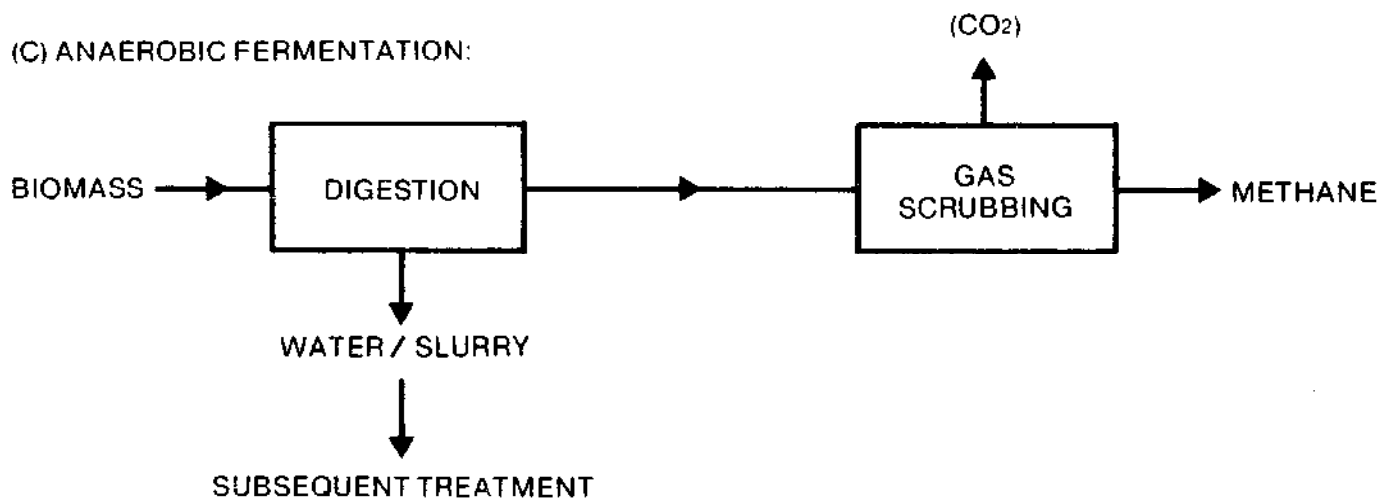 (CO2)
(C) ANAEROBIC FERMENTATION:
BIOMASS
DIGESTION
GAS
SCRUBBING
METHANE
WATER / SLURRY
SUBSEQUENT TREATMENT